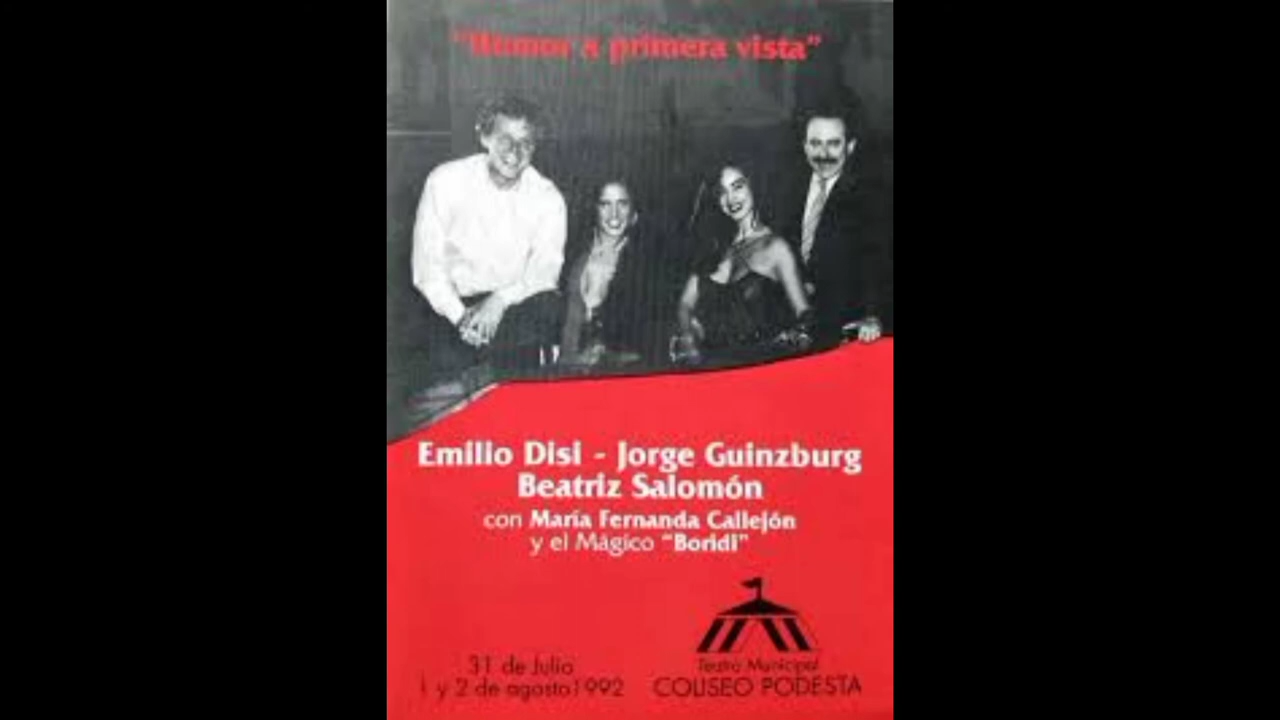 "Humor a primera vista"
Emilio Disi - Jorge Guinzburg
Beatriz Salomón
con María Fernanda Callejón
y el Mágico "Boridi"
31 de Julio
1 y 2 de agosto 1992
Teatro Municipal
COLISEO PODESTA